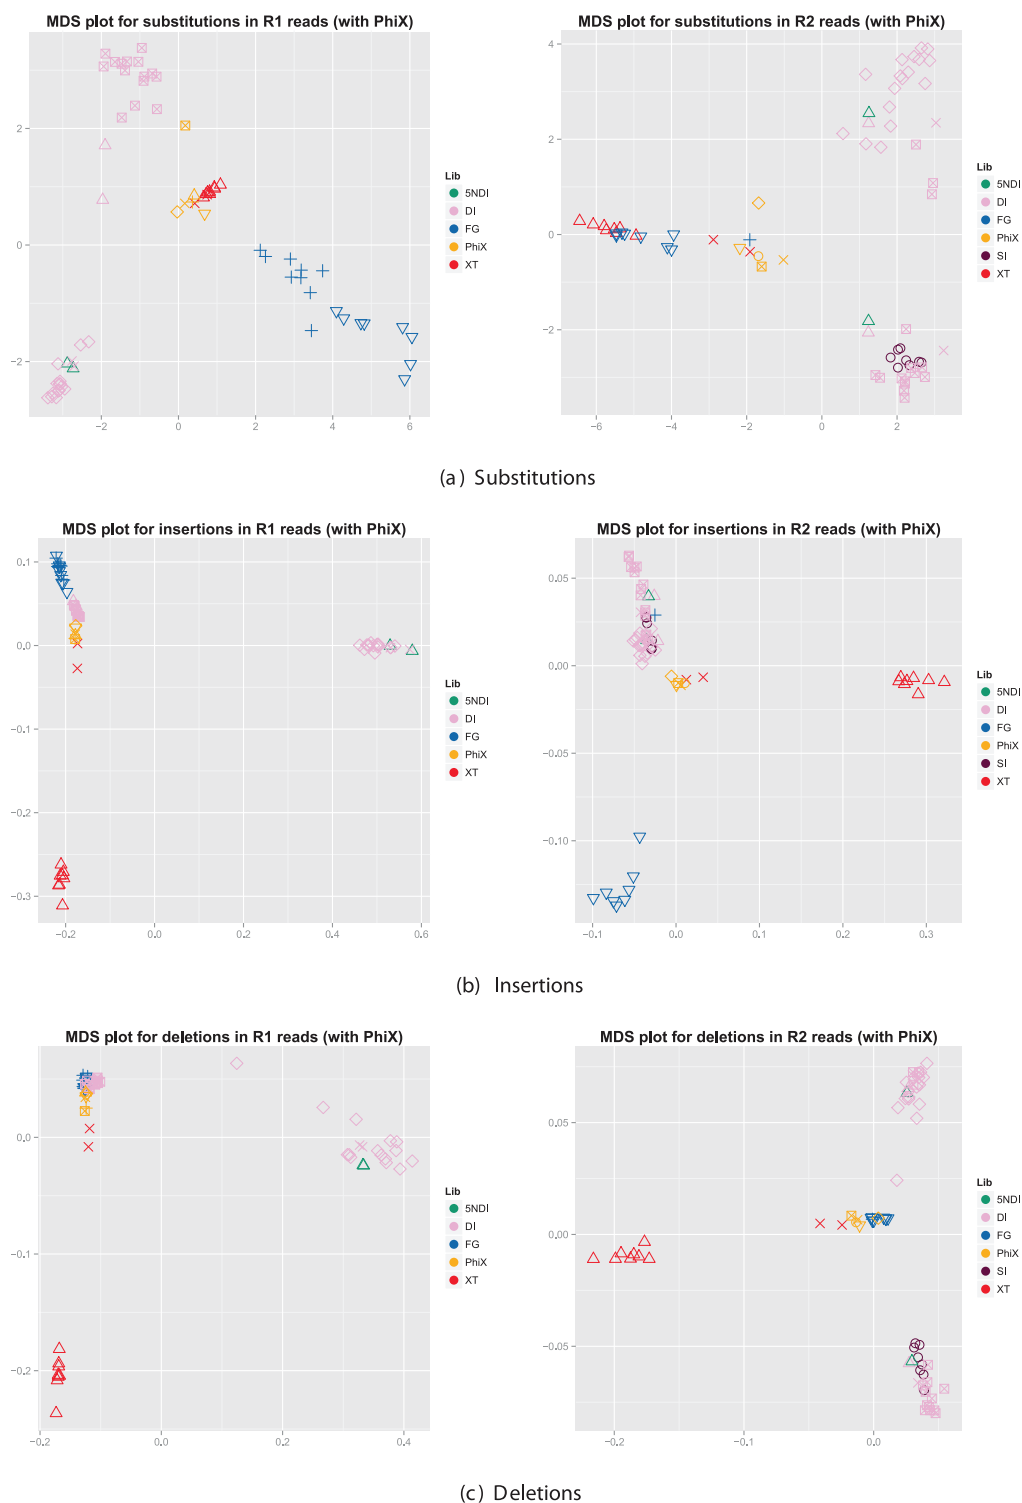 MDS plot for substitutions in R1 reads (with PhiX)
2
0
−2
−2
0
2
4
6
Lib
5NDI
DI
FG
PhiX
XT
MDS plot for substitutions in R2 reads (with PhiX)
4
2
0
−2
−6
−4
−2
0
2
Lib
5NDI
DI
FG
PhiX
SI
XT
(a) Substitutions
MDS plot for insertions in R1 reads (with PhiX)
0.1
0.0
−0.1
−0.2
−0.3
−0.2
0.0
0.2
0.4
0.6
Lib
5NDI
DI
FG
PhiX
XT
MDS plot for insertions in R2 reads (with PhiX)
0.05
0.00
−0.05
−0.10
−0.1
0.0
0.1
0.2
0.3
Lib
5NDI
DI
FG
PhiX
SI
XT
(b) Insertions
MDS plot for deletions in R1 reads (with PhiX)
0.0
−0.1
−0.2
−0.2
0.0
0.2
0.4
Lib
5NDI
DI
FG
PhiX
XT
MDS plot for deletions in R2 reads (with PhiX)
0.05
0.00
−0.05
−0.2
−0.1
0.0
Lib
5NDI
DI
FG
PhiX
SI
XT
(c) Deletions